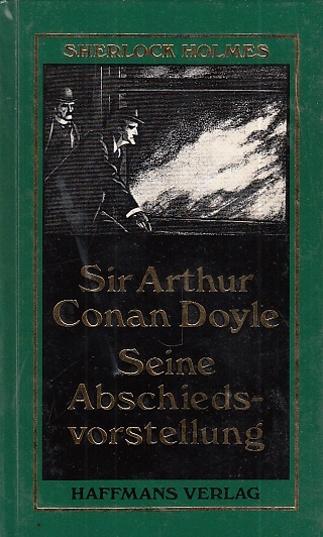 SHERLOCK HOLMES
Sir Arthur
Conan Doyle
Seine
Abschieds-
vorstellung
HAFFMANS VERLAG